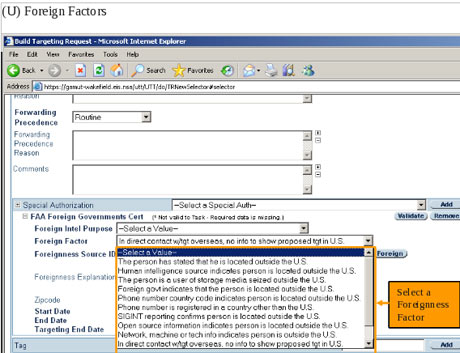 (U) Foreign Factors
Build Targeting Request - Microsoft Internet Explorer
File Edit View Favorites Tools Help
Back Search Favorites
Address https://gamut-wakefield.eis.nsa/utt/UTT/do/TRNewSelector#selector
Reason
Forwarding Precedence Routine
Forwarding Precedence Reason
Comments
Special Authorization --Select a Special Auth-- Add
FAA Foreign Governments Cert (* Not valid to Task - Required data is missing.) Validate Remove
Foreign Intel Purpose --Select a Value--
Foreign Factor In direct contact w/tgt overseas, no info to show proposed tgt in U.S.
Foreignness Source ID --Select a Value-- Foreign
The person has stated that he is located outside the U.S.
Human intelligence source indicates person is located outside the U.S.
Foreignness Explanation The person is a user of storage media seized outside the U.S.
Foreign govt indicates that the person is located outside the U.S.
Zipcode Phone number country code indicates the person is located outside the U.S.
Start Date Phone number is registered in a country other than the U.S.
End Date SIGINT reporting confirms person is located outside the U.S.
Open source information indicates person is located outside the U.S.
Targeting End Date Network, machine or tech info indicates person is outside the U.S.
In direct contact w/tgt overseas, no info to show proposed tgt in U.S.
Tag Add
Select a
Foreignness
Factor